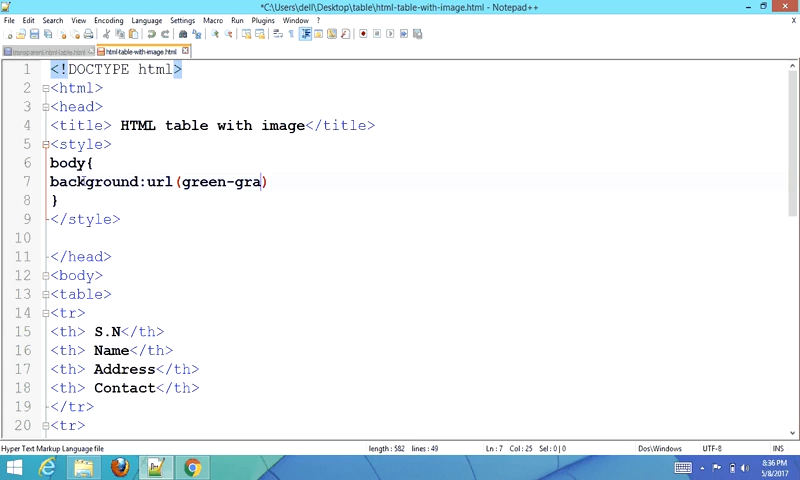 *C:\Users\dell\Desktop\table\html-table-with-image.html - Notepad++
File Edit Search View Encoding Language Settings Macro Run Plugins Window ?
transparent-html-table.html html-table-with-image.html
1 <!DOCTYPE html>
2 <html>
3 <head>
4 <title> HTML table with image</title>
5 <style>
6 body{
7 background:url(green-gra)
8 }
9 </style>
10
11 </head>
12 <body>
13 <table>
14 <tr>
15 <th> S.N</th>
16 <th> Name</th>
17 <th> Address</th>
18 <th> Contact</th>
19 </tr>
20 <tr>
Hyper Text Markup Language file length : 582 lines : 49 Ln : 7 Col : 25 Sel : 0 | 0 Dos\Windows UTF-8 INS
8:36 PM
5/8/2017